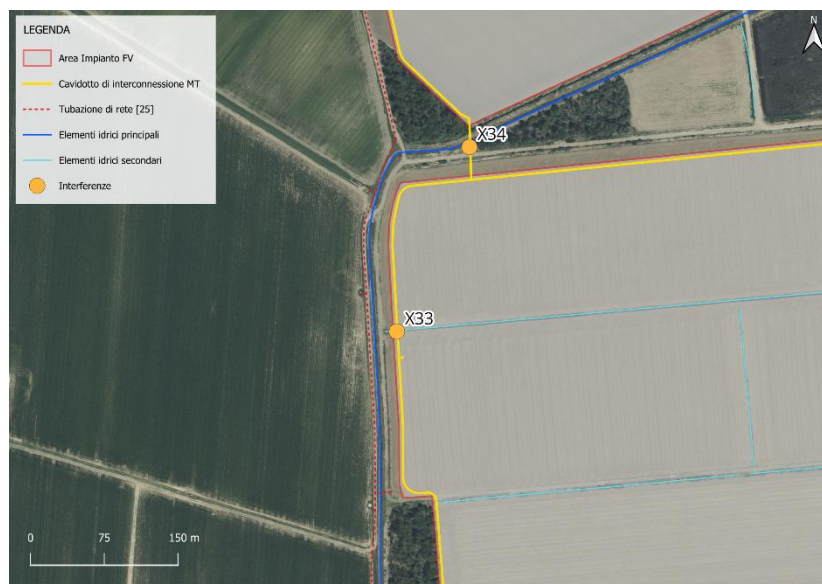 LEGENDA
Area Impianto FV
Cavidotto di interconnessione MT
Tubazione di rete [25]
Elementi idrici principali
Elementi idrici secondari
Interferenze
N
X34
X33
0 75 150 m